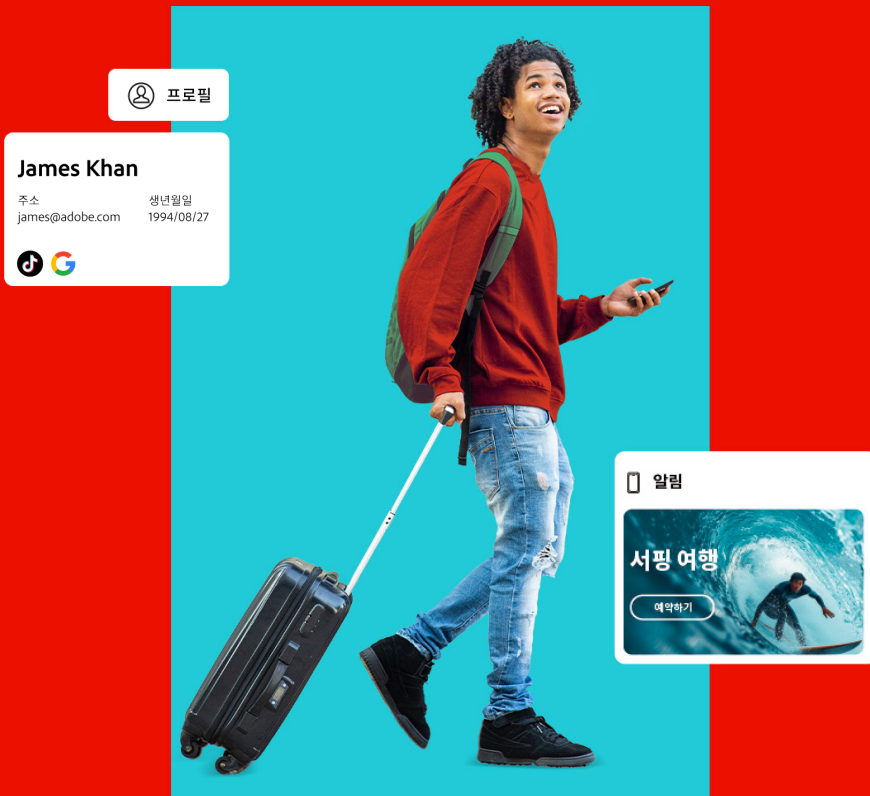 프로필
James Khan
주소
생년월일
james@adobe.com
1994/08/27
알림
서핑 여행
예약하기